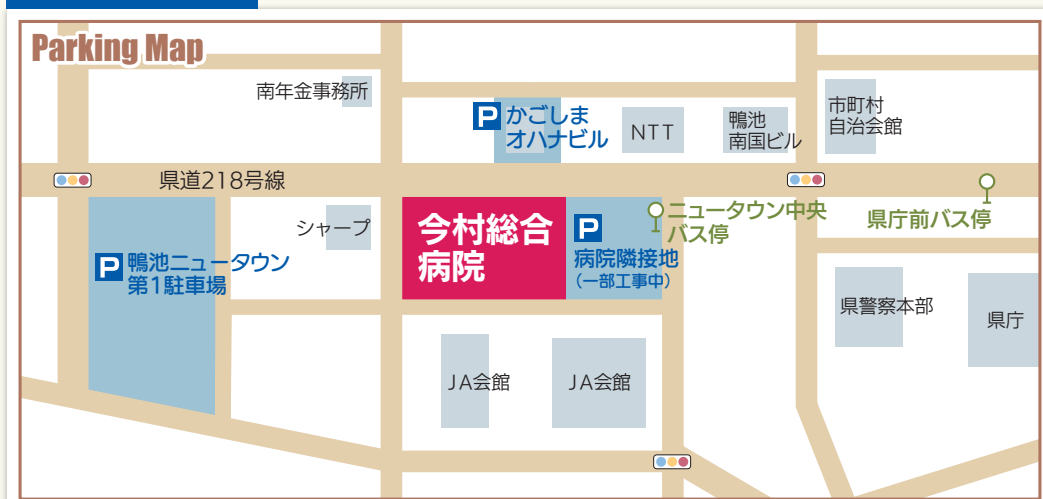 Parking Map
南年金事務所
P かごしま
オハナビル
NTT
鴨池
南国ビル
市町村
自治会館
県道218号線
シャープ
今村総合
病院
P
病院隣接地
(一部工事中)
ニュータウン中央
バス停
県庁前バス停
P 鴨池ニュータウン
第1駐車場
県警察本部
県庁
JA会館
JA会館